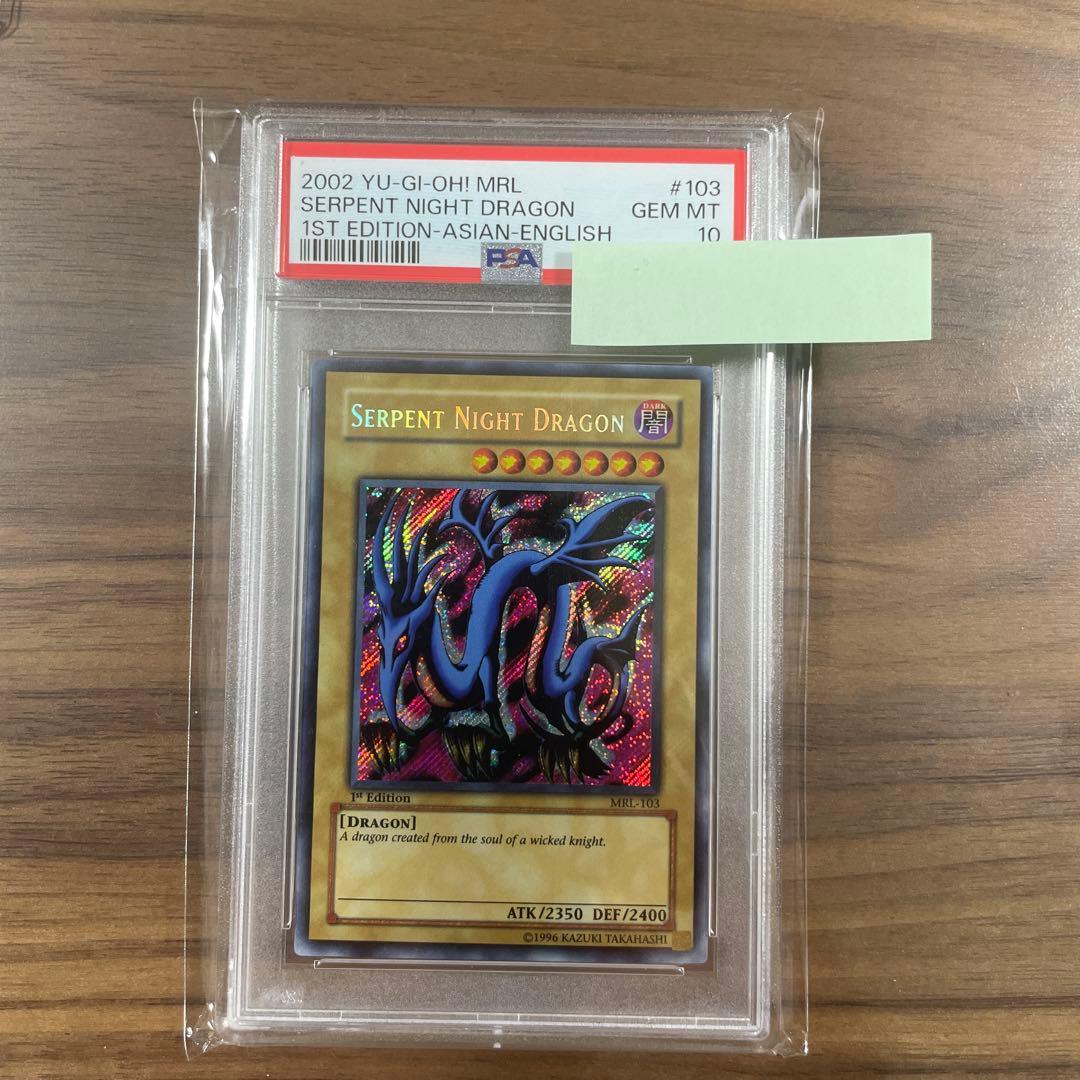 2002 YU-GI-OH! MRL #103
SERPENT NIGHT DRAGON GEM MT
1ST EDITION-ASIAN-ENGLISH 10
PSA
SERPENT NIGHT DRAGON
DARK
闇
1st Edition MRL-103
[DRAGON]
A dragon created from the soul of a wicked knight.
ATK/2350 DEF/2400
©1996 KAZUKI TAKAHASHI